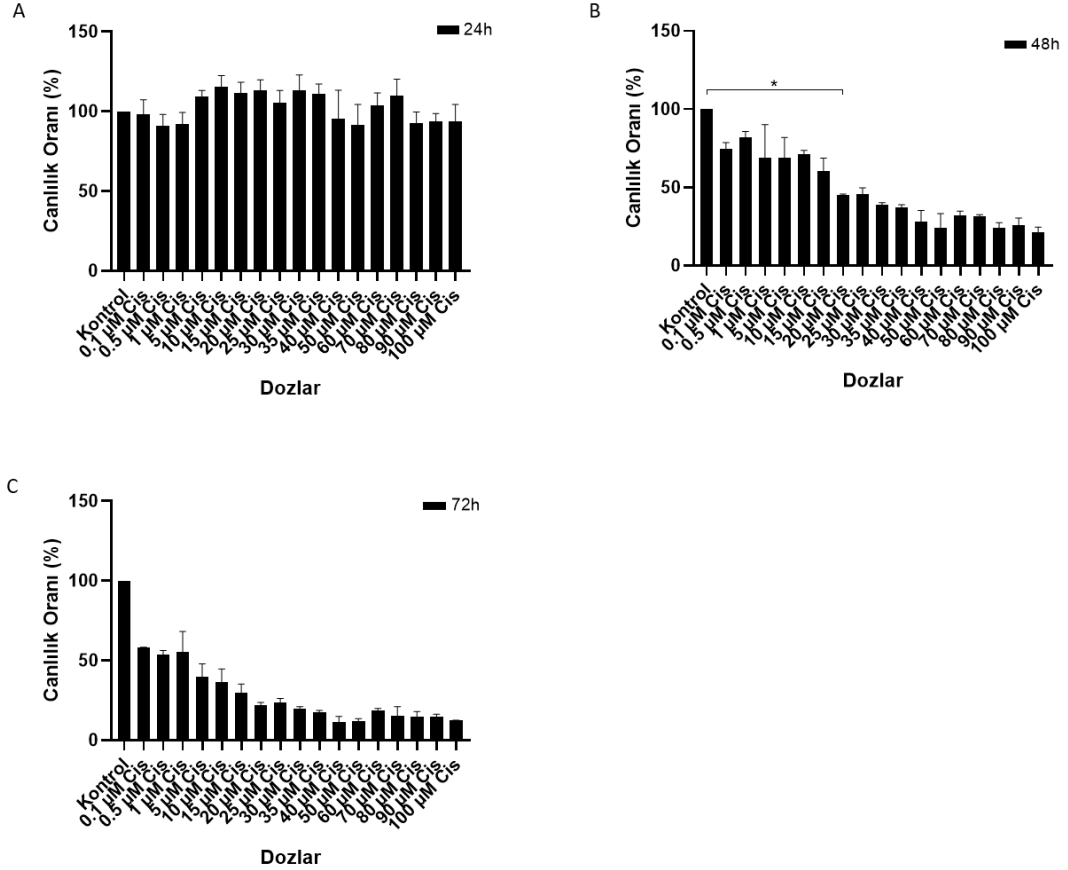 A
24h
Canlılık Oranı (%)
150
100
50
0
Kontrol
0.1 µM Cis
0.5 µM Cis
1 µM Cis
5 µM Cis
10 µM Cis
15 µM Cis
20 µM Cis
25 µM Cis
30 µM Cis
35 µM Cis
40 µM Cis
50 µM Cis
60 µM Cis
70 µM Cis
80 µM Cis
90 µM Cis
100 µM Cis
Dozlar
B
48h
*
Canlılık Oranı (%)
150
100
50
0
Kontrol
0.1 µM Cis
0.5 µM Cis
1 µM Cis
5 µM Cis
10 µM Cis
15 µM Cis
20 µM Cis
25 µM Cis
30 µM Cis
35 µM Cis
40 µM Cis
50 µM Cis
60 µM Cis
70 µM Cis
80 µM Cis
90 µM Cis
100 µM Cis
Dozlar
C
72h
Canlılık Oranı (%)
150
100
50
0
Kontrol
0.1 µM Cis
0.5 µM Cis
1 µM Cis
5 µM Cis
10 µM Cis
15 µM Cis
20 µM Cis
25 µM Cis
30 µM Cis
35 µM Cis
40 µM Cis
50 µM Cis
60 µM Cis
70 µM Cis
80 µM Cis
90 µM Cis
100 µM Cis
Dozlar